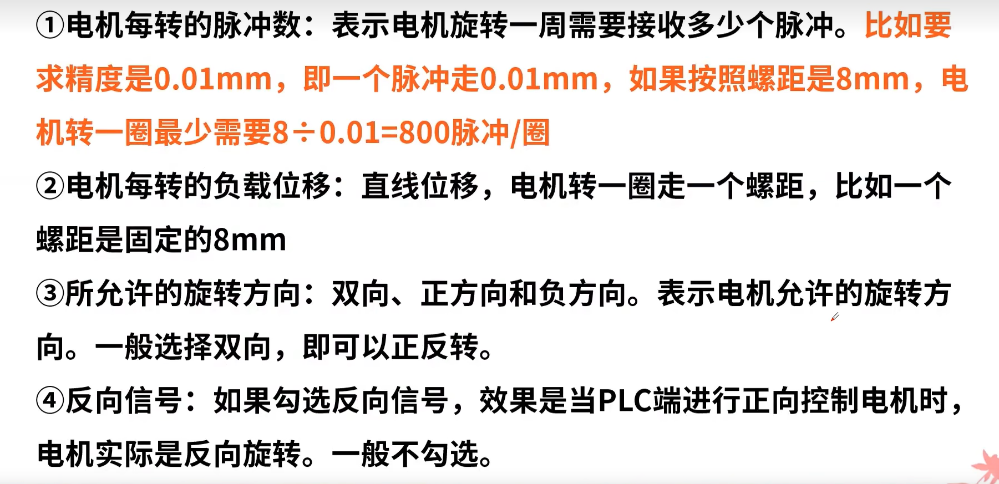 ①电机每转的脉冲数：表示电机旋转一周需要接收多少个脉冲。比如要
求精度是0.01mm，即一个脉冲走0.01mm，如果按照螺距是8mm，电
机转一圈最少需要8÷0.01=800脉冲/圈
②电机每转的负载位移：直线位移，电机转一圈走一个螺距，比如一个
螺距是固定的8mm
③所允许的旋转方向：双向、正方向和负方向。表示电机允许的旋转方
向。一般选择双向，即可以正反转。
④反向信号：如果勾选反向信号，效果是当PLC端进行正向控制电机时，
电机实际是反向旋转。一般不勾选。